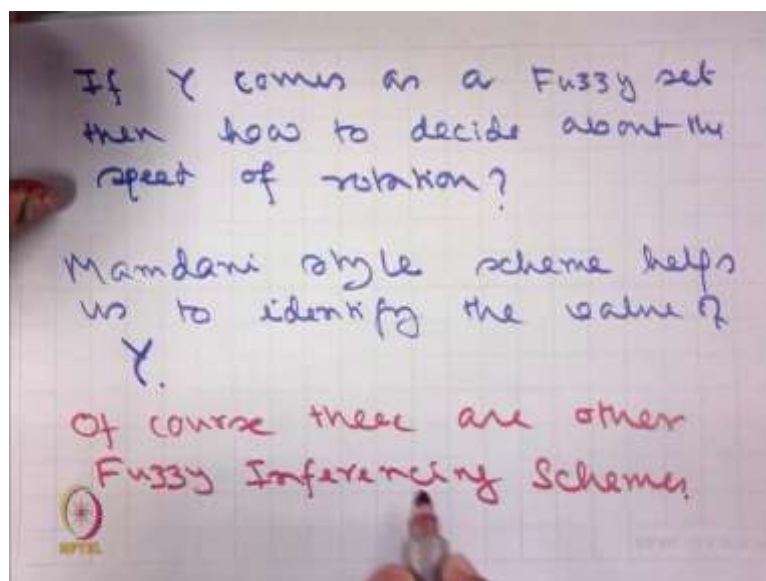 If Y comes as a Fuzzy set
then how to decide about the
speed of rotation?
Mamdani style scheme helps
us to identify the value of
Y.
Of course there are other
Fuzzy Inferencing Schemes.
NPTEL